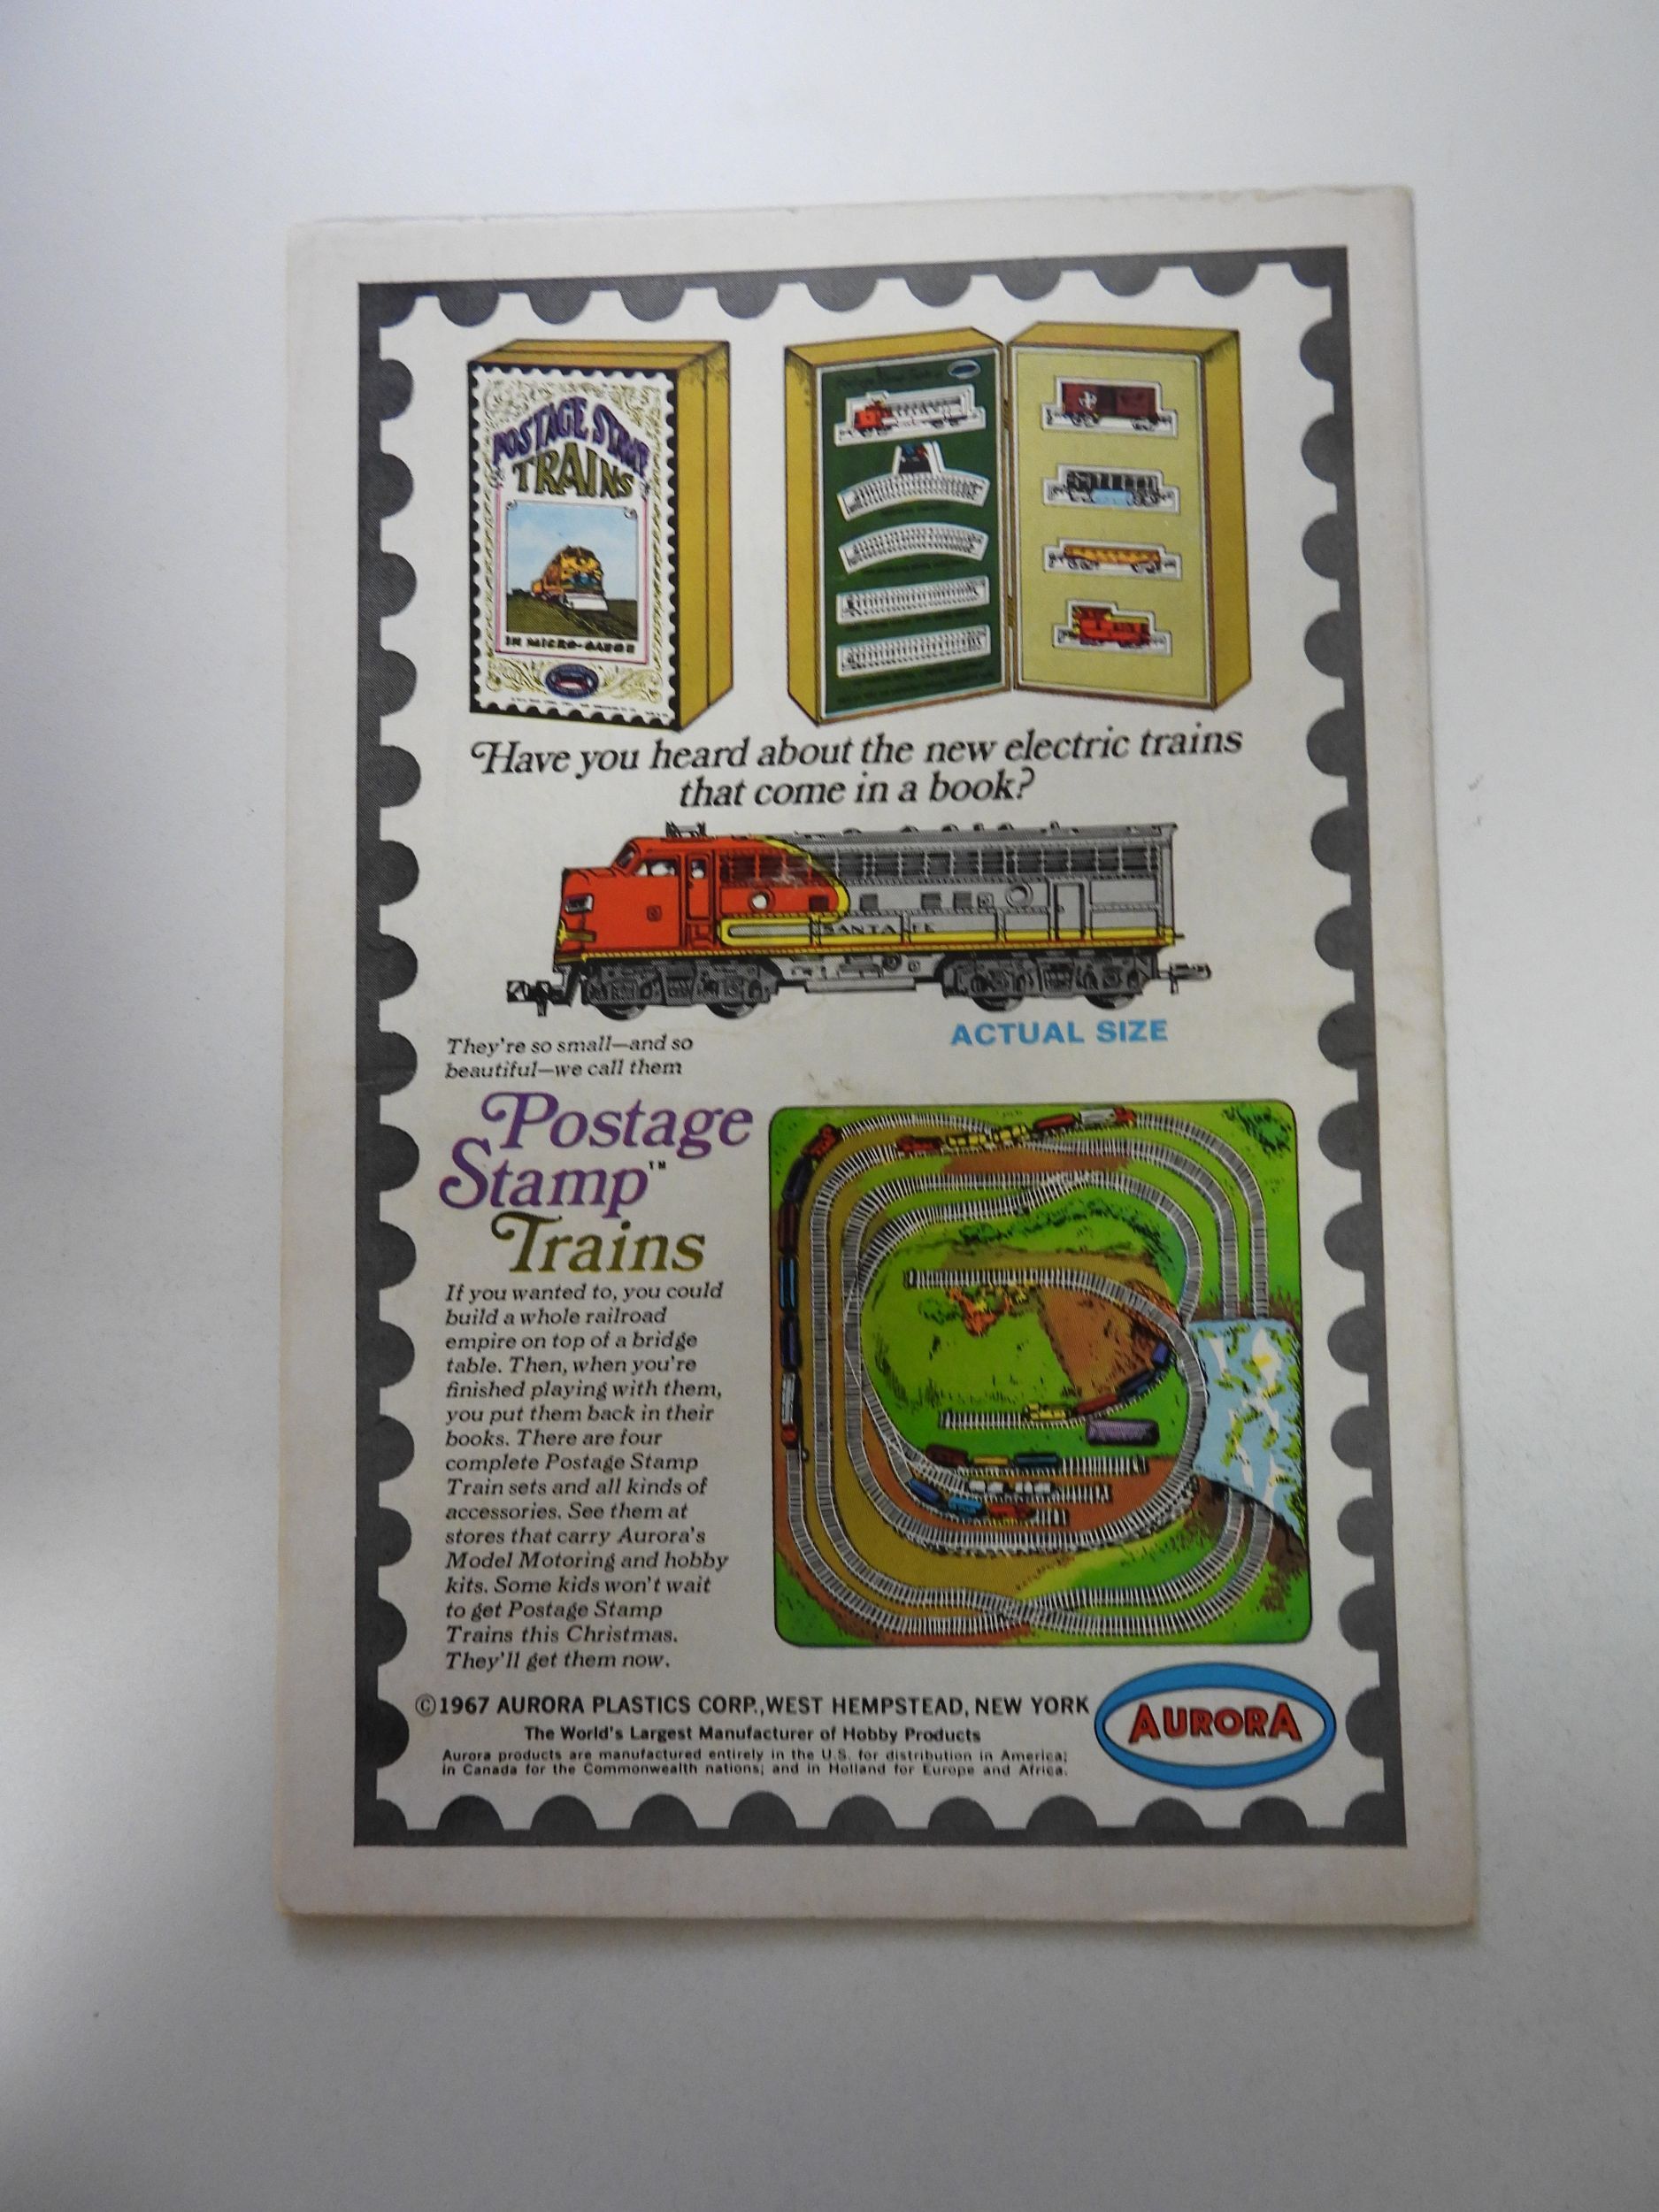 POSTAGE STAMP
TRAINS
IN MICRO-GAUGE
Have you heard about the new electric trains
that come in a book?
SANTA FE
ACTUAL SIZE
They're so small—and so
beautiful—we call them
Postage
Stamp™
Trains
If you wanted to, you could
build a whole railroad
empire on top of a bridge
table. Then, when you're
finished playing with them,
you put them back in their
books. There are four
complete Postage Stamp
Train sets and all kinds of
accessories. See them at
stores that carry Aurora's
Model Motoring and hobby
kits. Some kids won't wait
to get Postage Stamp
Trains this Christmas.
They'll get them now.
©1967 AURORA PLASTICS CORP., WEST HEMPSTEAD, NEW YORK
The World's Largest Manufacturer of Hobby Products
Aurora products are manufactured entirely in the U.S. for distribution in America;
in Canada for the Commonwealth nations; and in Holland for Europe and Africa.
AURORA